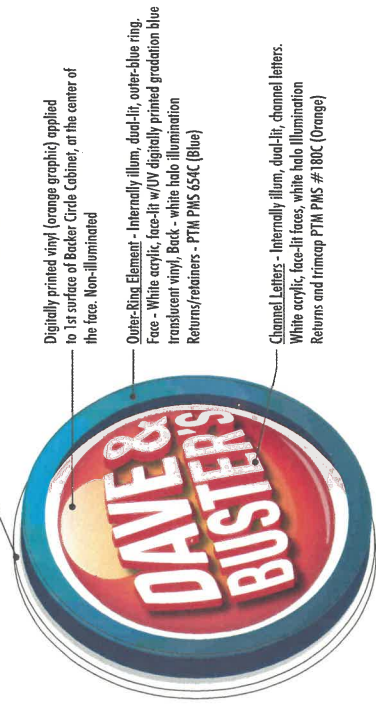 Digitally printed vinyl (orange graphic) applied
to 1st surface of Backer Circle Cabinet, at the center of
the face. Non-illuminated
Outer-Ring Element - Internally illum, dual-lit, outer-blue ring.
Face - White acrylic, face-lit w/UV digitally printed gradation blue
translucent vinyl, Back - white halo illumination
Returns/retainers - PTM PMS 654C (Blue)
Channel Letters - Internally illum, dual-lit, channel letters.
White acrylic, face-lit faces, white halo Illumination
Returns and trimcap PTM PMS #180C (Orange)
DAVE &
BUSTER'S